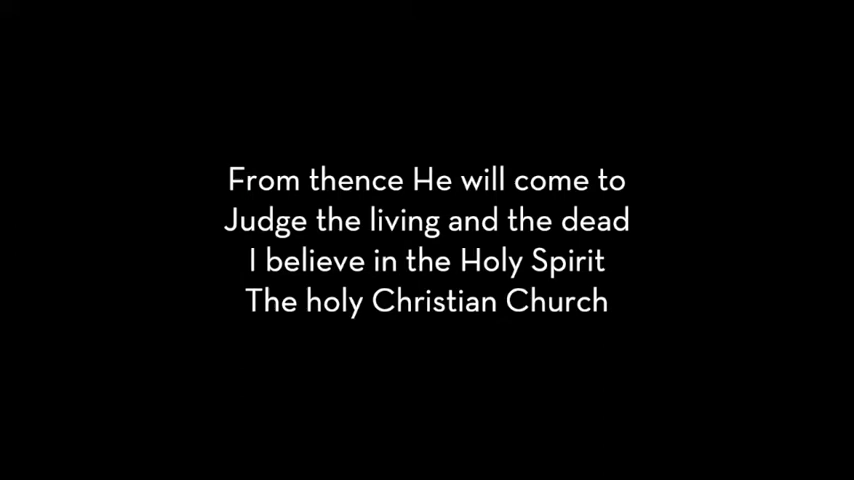 From thence He will come to
Judge the living and the dead
I believe in the Holy Spirit
The holy Christian Church